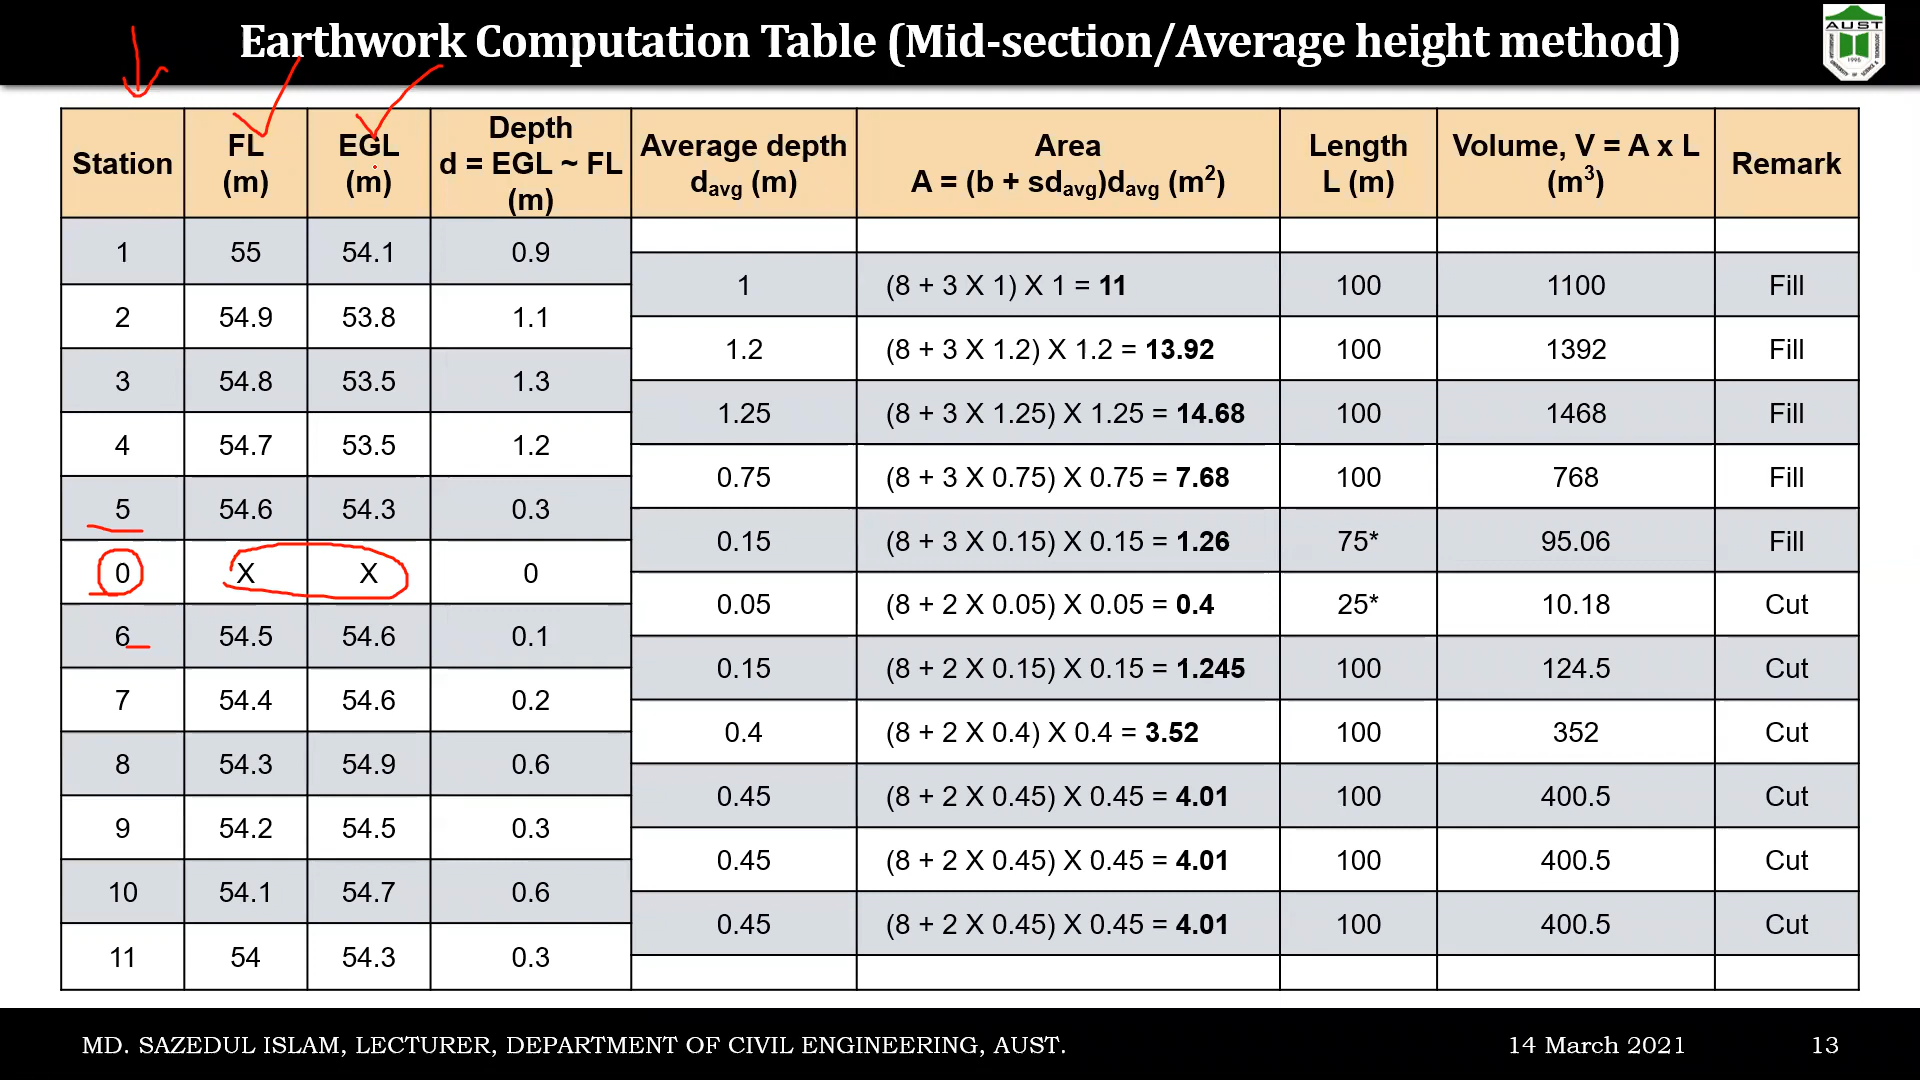 Earthwork Computation Table (Mid-section/Average height method)
AUST
1995
Station
FL
(m)
EGL
(m)
Depth
d = EGL ~ FL
(m)
Average depth
davg (m)
Area
A = (b + sdavg)davg (m²)
Length
L (m)
Volume, V = A x L
(m³)
Remark
1 55 54.1 0.9
1 (8 + 3 X 1) X 1 = 11 100 1100 Fill
2 54.9 53.8 1.1
1.2 (8 + 3 X 1.2) X 1.2 = 13.92 100 1392 Fill
3 54.8 53.5 1.3
1.25 (8 + 3 X 1.25) X 1.25 = 14.68 100 1468 Fill
4 54.7 53.5 1.2
0.75 (8 + 3 X 0.75) X 0.75 = 7.68 100 768 Fill
5 54.6 54.3 0.3
0.15 (8 + 3 X 0.15) X 0.15 = 1.26 75* 95.06 Fill
0 X X 0
0.05 (8 + 2 X 0.05) X 0.05 = 0.4 25* 10.18 Cut
6 54.5 54.6 0.1
0.15 (8 + 2 X 0.15) X 0.15 = 1.245 100 124.5 Cut
7 54.4 54.6 0.2
0.4 (8 + 2 X 0.4) X 0.4 = 3.52 100 352 Cut
8 54.3 54.9 0.6
0.45 (8 + 2 X 0.45) X 0.45 = 4.01 100 400.5 Cut
9 54.2 54.5 0.3
0.45 (8 + 2 X 0.45) X 0.45 = 4.01 100 400.5 Cut
10 54.1 54.7 0.6
0.45 (8 + 2 X 0.45) X 0.45 = 4.01 100 400.5 Cut
11 54 54.3 0.3
MD. SAZEDUL ISLAM, LECTURER, DEPARTMENT OF CIVIL ENGINEERING, AUST.
14 March 2021
13